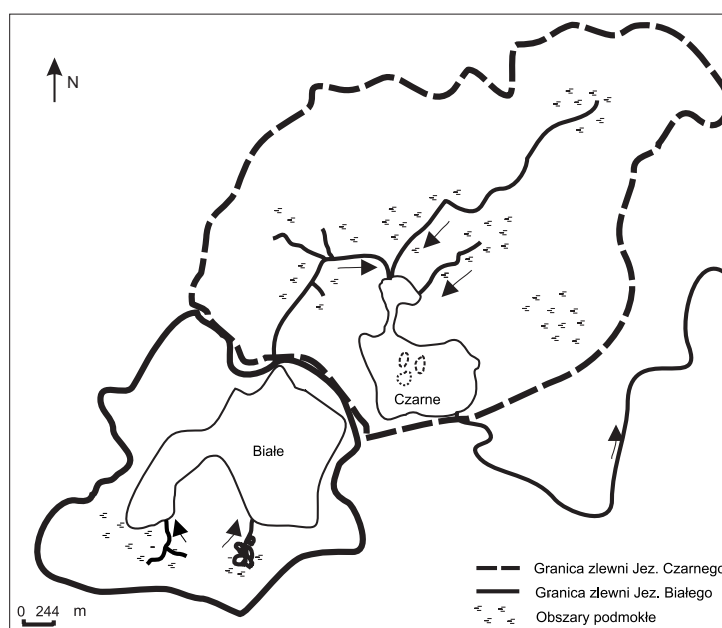 N
Czarne
Białe
Granica zlewni Jez. Czarnego
Granica zlewni Jez. Białego
Obszary podmokłe
0 244 m